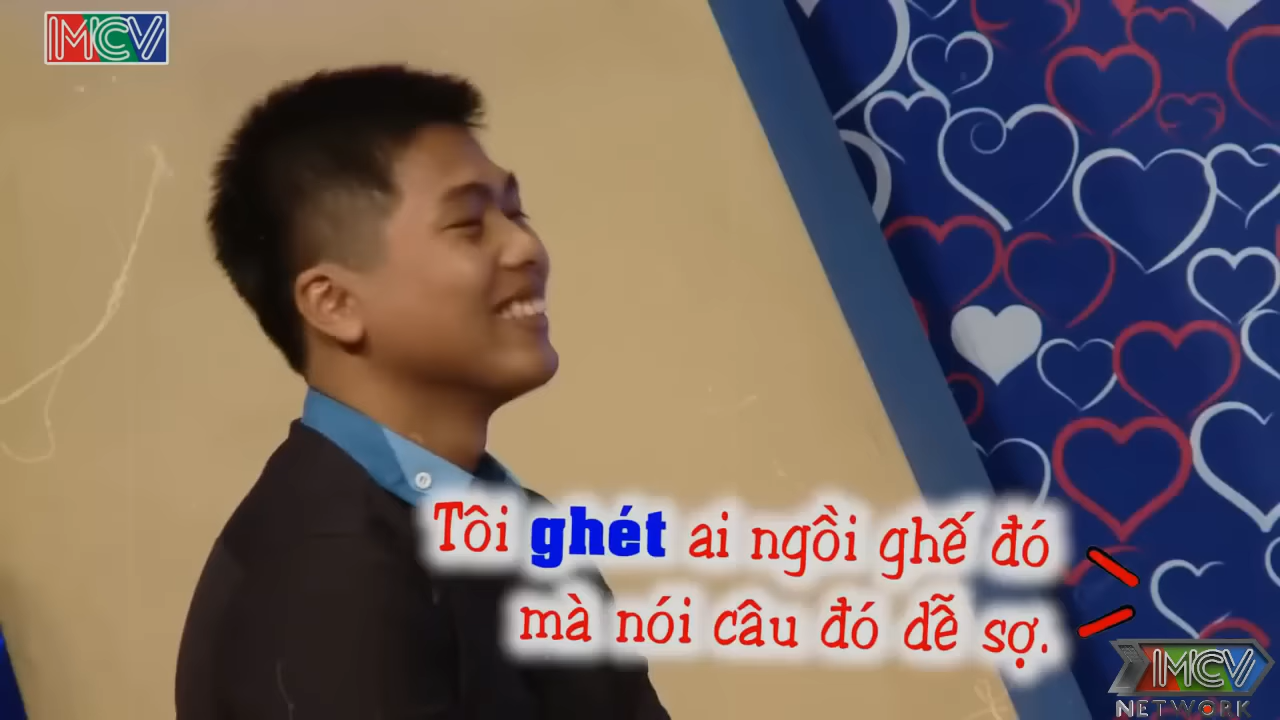 MCV
Tôi ghét ai ngồi ghế đó
mà nói câu đó dễ sợ.
MCV
NETWORK